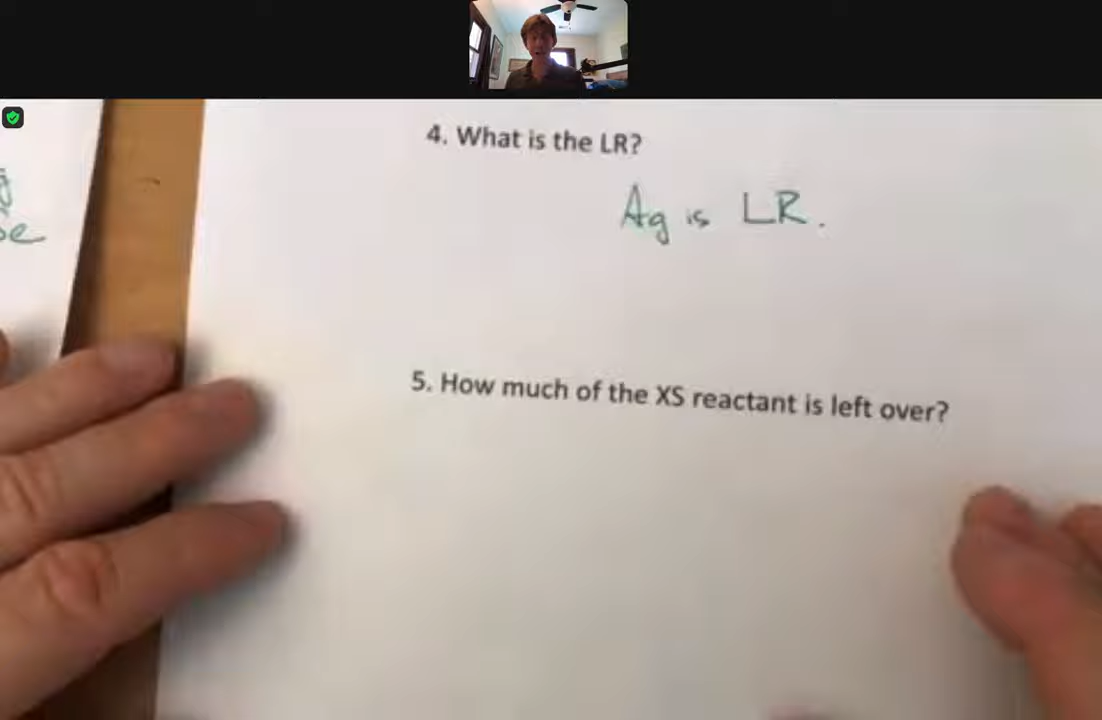 4. What is the LR?
Ag is LR.
5. How much of the XS reactant is left over?